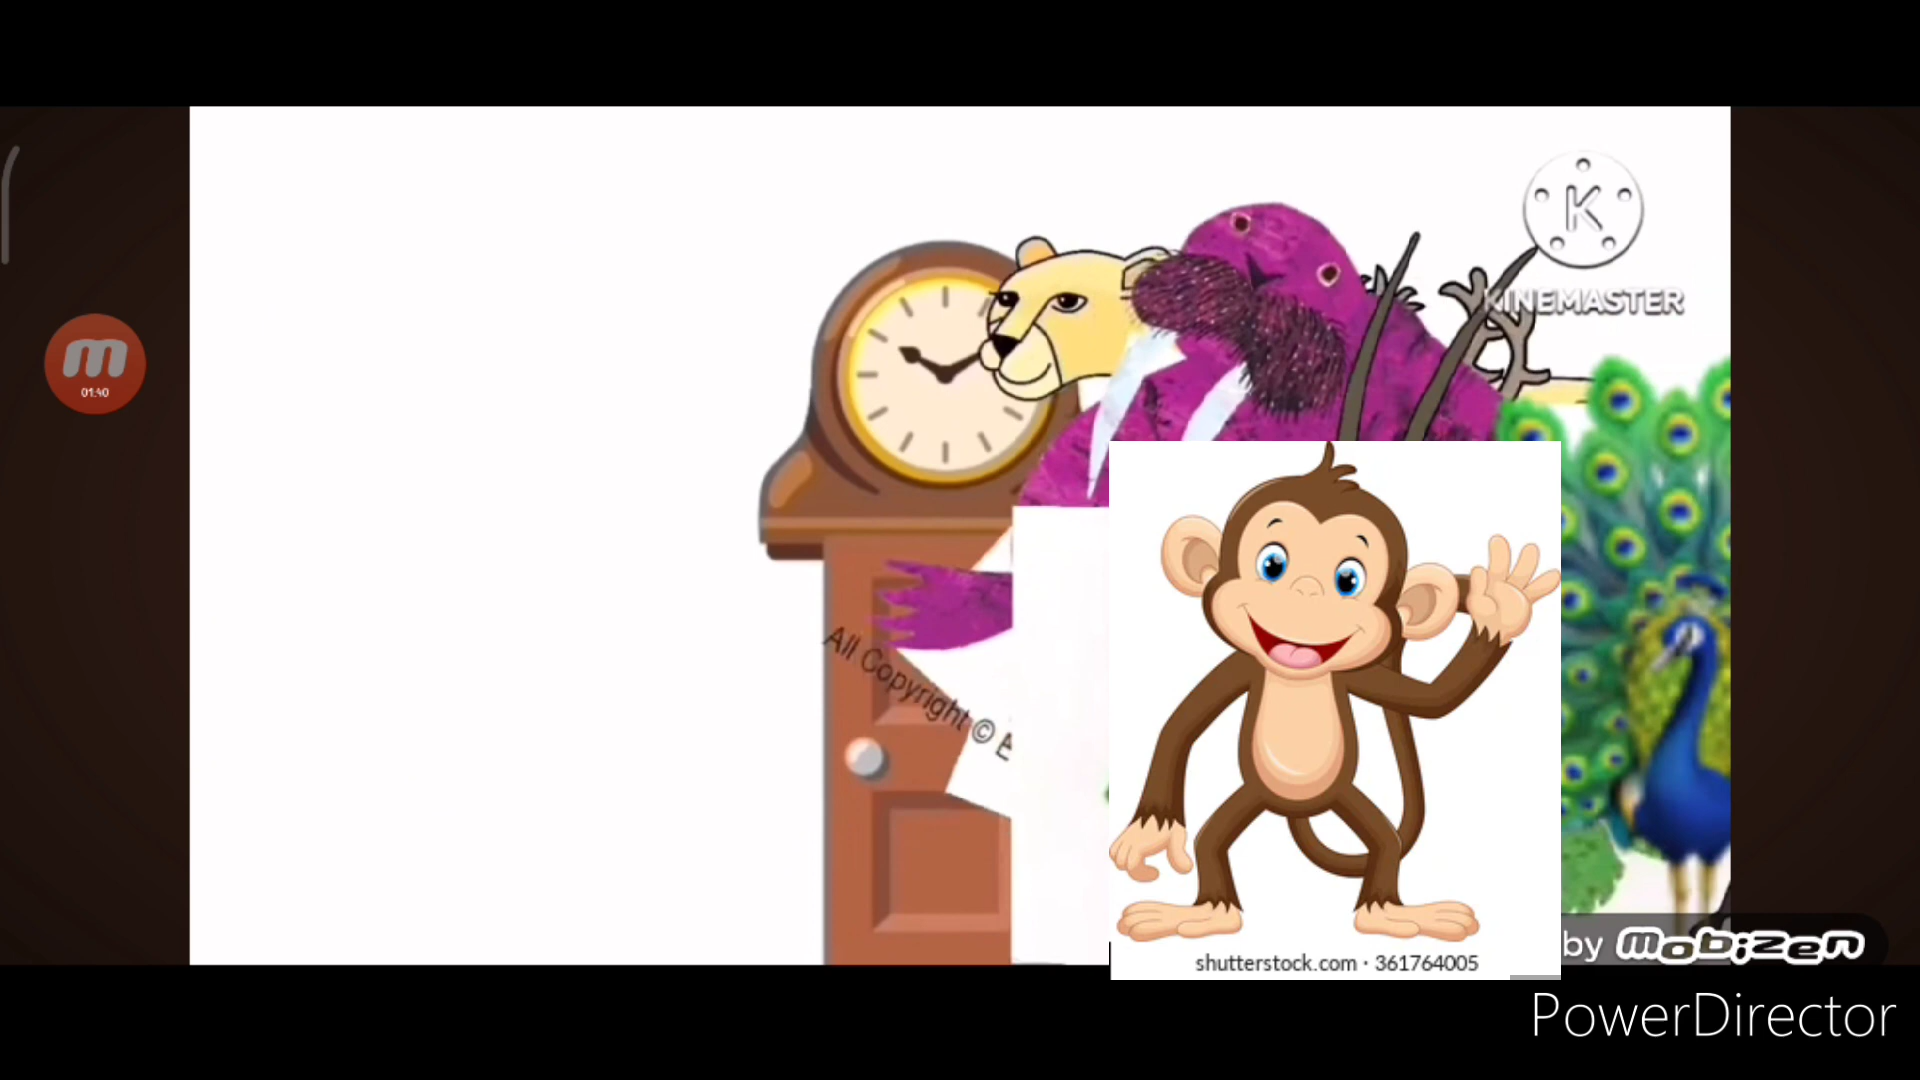 K
KINEMASTER
m
01:40
All Copyright © E
shutterstock.com · 361764005
by mobizen
PowerDirector